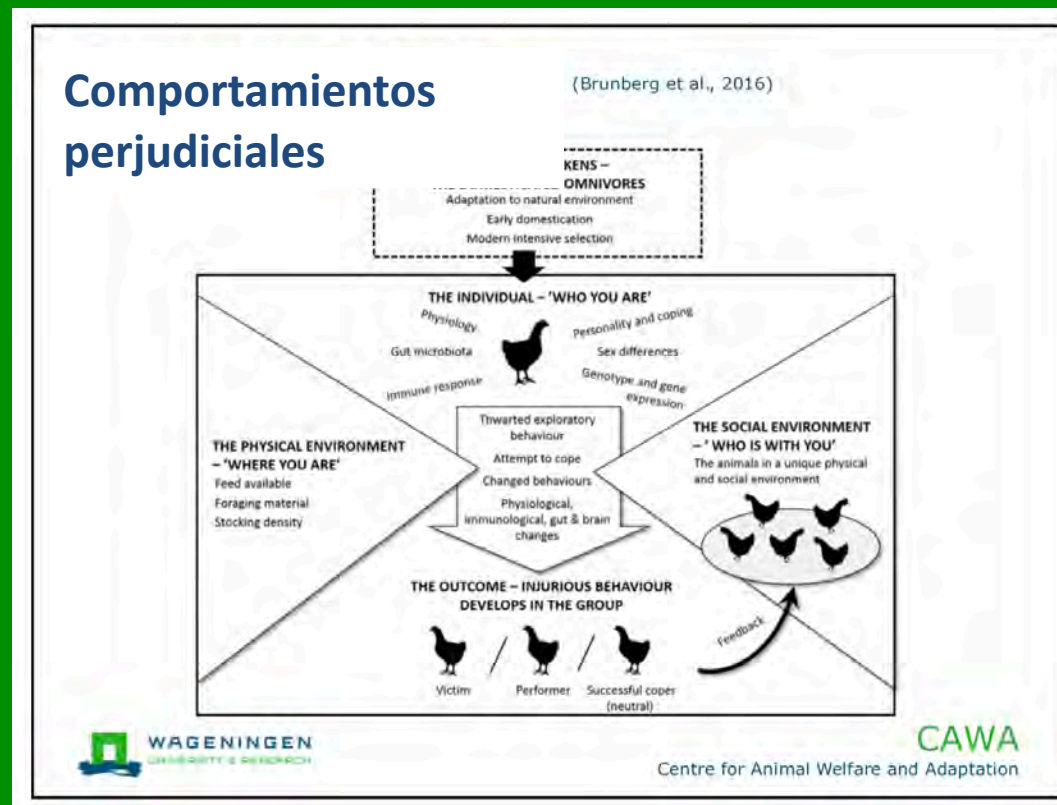 Comportamientos
perjudiciales
(Brunberg et al., 2016)
KENS –
OMNIVORES
Adaptation to natural environment
Early domestication
Modern intensive selection
THE INDIVIDUAL – ‘WHO YOU ARE’
Physiology
Personality and coping
Gut microbiota
Sex differences
Immune response
Genotype and gene
expression
Thwarted exploratory
behaviour
Attempt to cope
Changed behaviours
Physiological,
immunological, gut & brain
changes
THE PHYSICAL ENVIRONMENT
– ‘WHERE YOU ARE’
Feed available
Foraging material
Stocking density
THE SOCIAL ENVIRONMENT
– ‘ WHO IS WITH YOU’
The animals in a unique physical
and social environment
THE OUTCOME – INJURIOUS BEHAVIOUR
DEVELOPS IN THE GROUP
Feedback
Victim
Performer
Successful coper
(neutral)
WAGENINGEN
UNIVERSITY & RESEARCH
CAWA
Centre for Animal Welfare and Adaptation